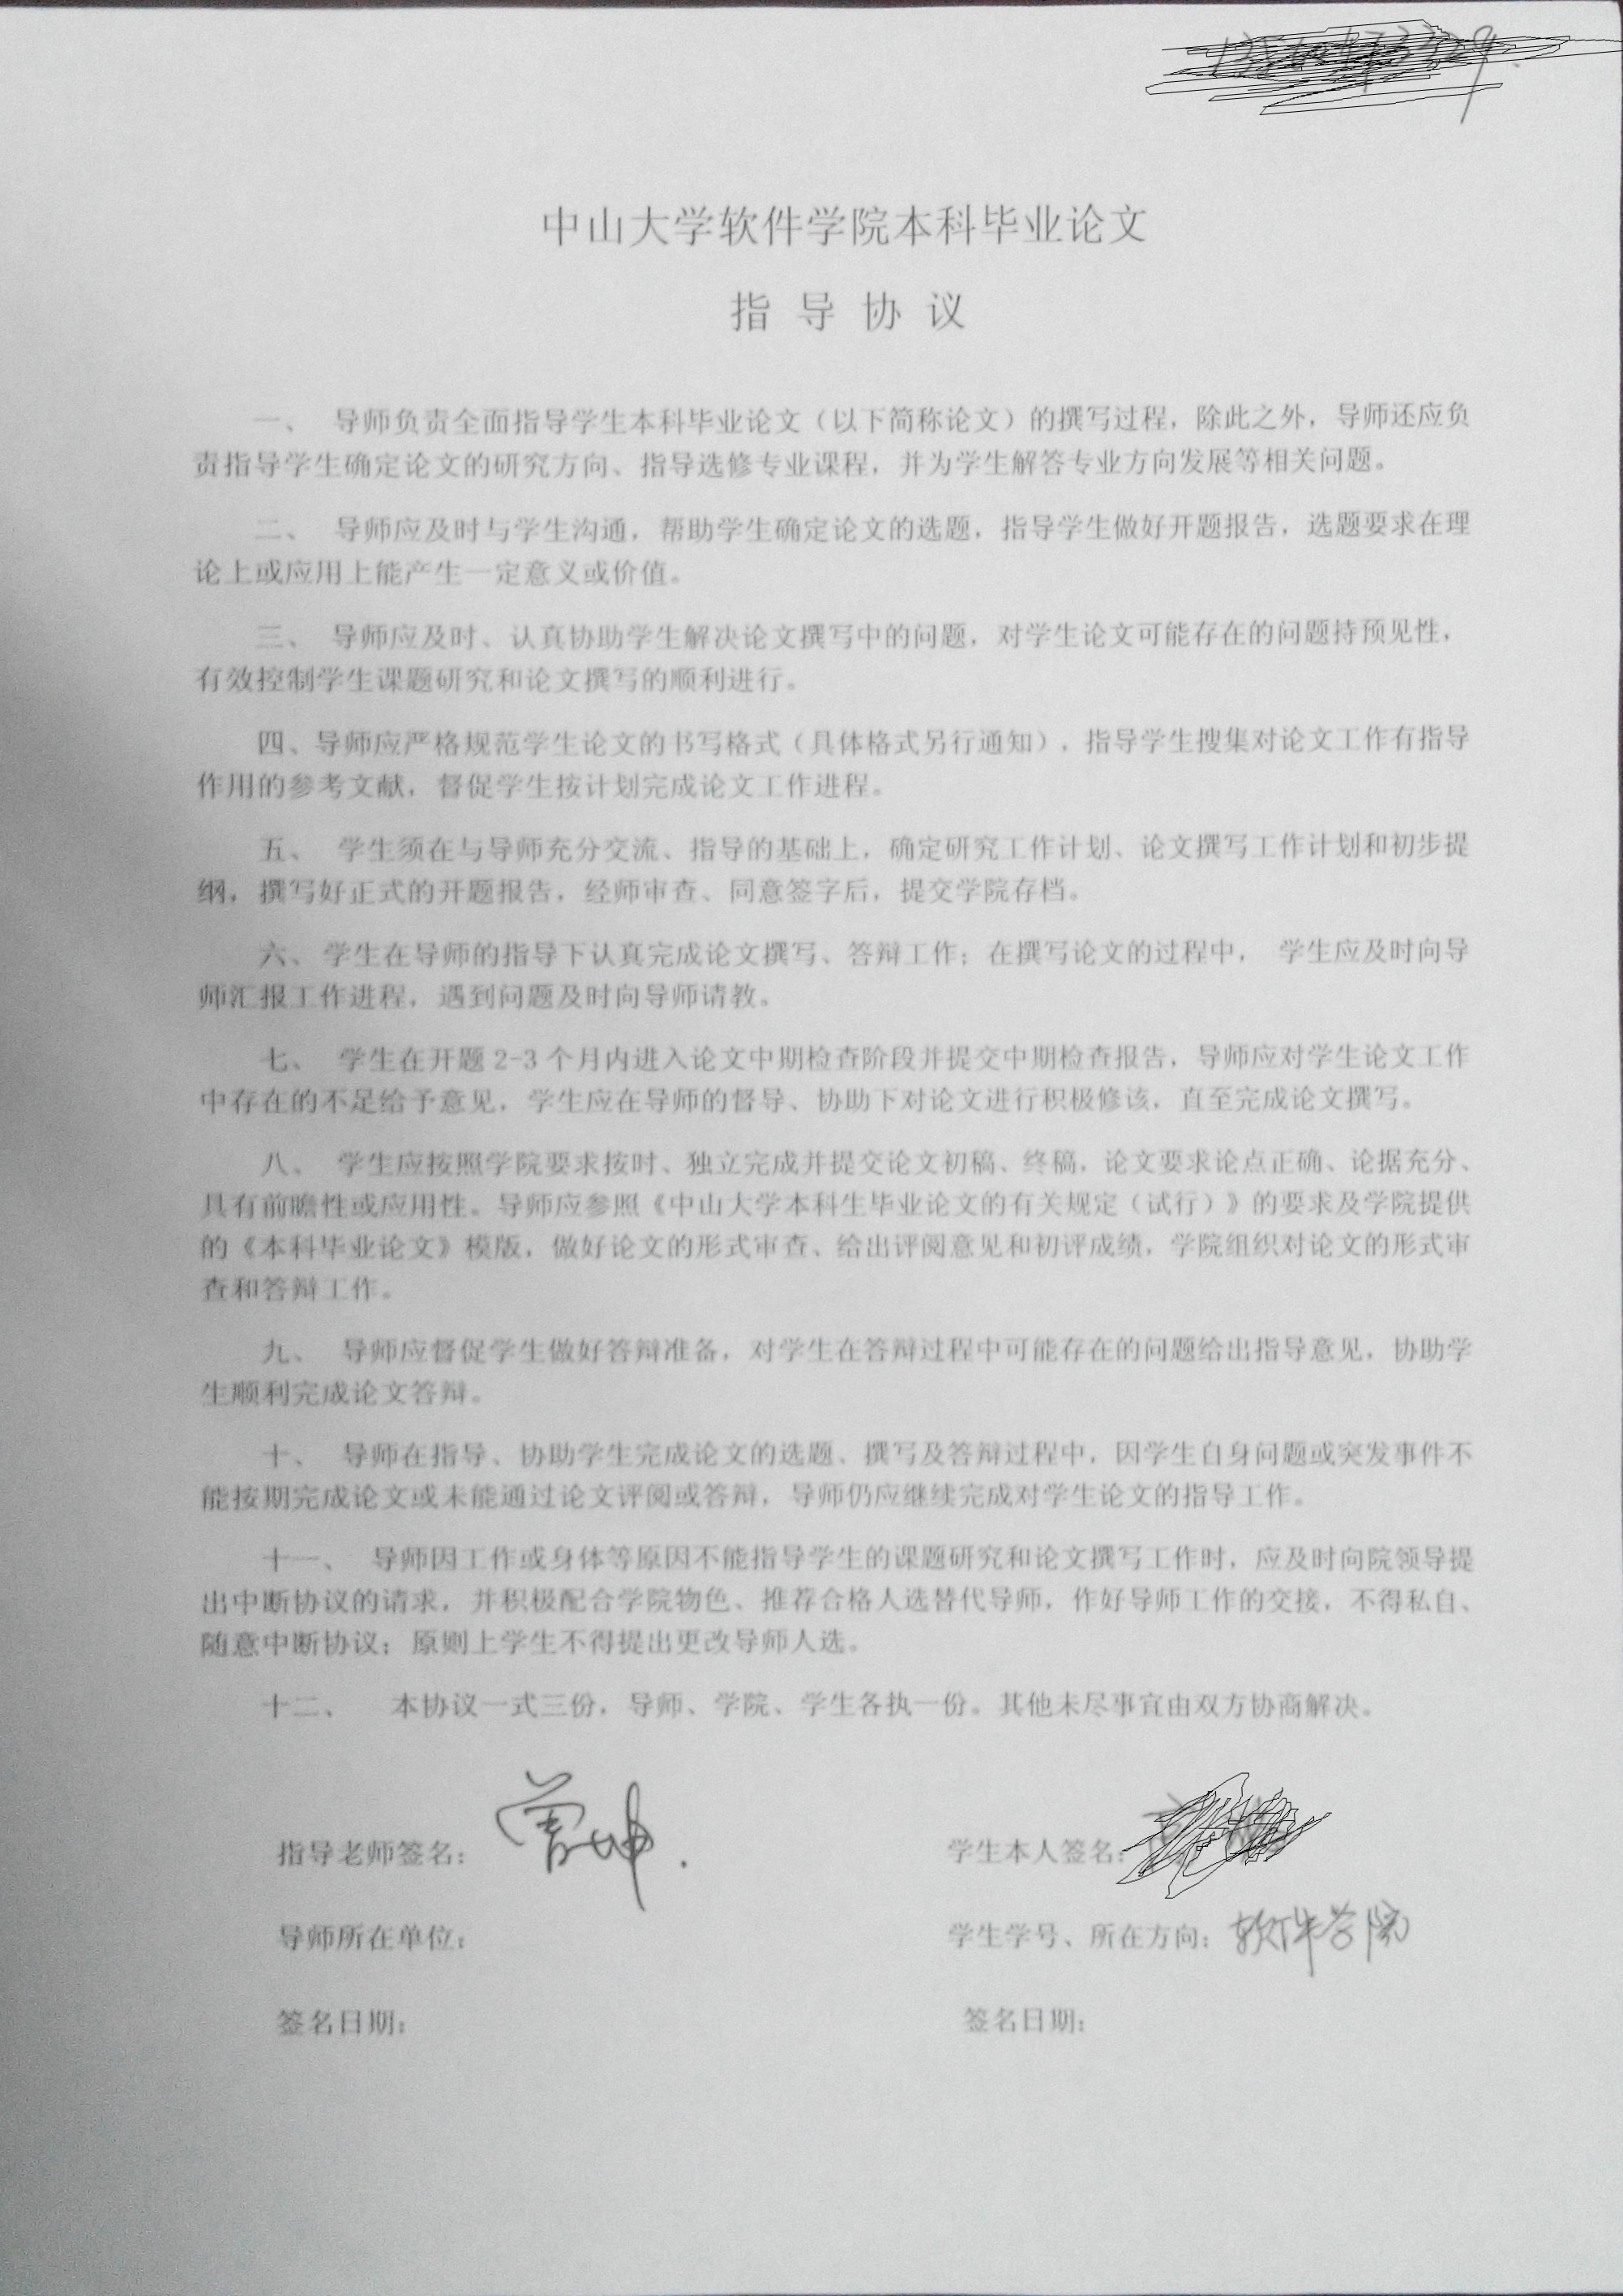 中山大学软件学院本科毕业论文
指 导 协 议
一、 导师负责全面指导学生本科毕业论文（以下简称论文）的撰写过程，除此之外，导师还应负
责指导学生确定论文的研究方向、指导选修专业课程，并为学生解答专业方向发展等相关问题。
二、 导师应及时与学生沟通，帮助学生确定论文的选题，指导学生做好开题报告，选题要求在理
论上或应用上能产生一定意义或价值。
三、 导师应及时、认真协助学生解决论文撰写中的问题，对学生论文可能存在的问题持预见性，
有效控制学生课题研究和论文撰写的顺利进行。
四、导师应严格规范学生论文的书写格式（具体格式另行通知），指导学生搜集对论文工作有指导
作用的参考文献，督促学生按计划完成论文工作进程。
五、 学生须在与导师充分交流、指导的基础上，确定研究工作计划、论文撰写工作计划和初步提
纲，撰写好正式的开题报告，经师审查、同意签字后，提交学院存档。
六、学生在导师的指导下认真完成论文撰写、答辩工作；在撰写论文的过程中， 学生应及时向导
师汇报工作进程，遇到问题及时向导师请教。
七、 学生在开题 2-3 个月内进入论文中期检查阶段并提交中期检查报告，导师应对学生论文工作
中存在的不足给予意见，学生应在导师的督导、协助下对论文进行积极修该，直至完成论文撰写。
八、 学生应按照学院要求按时、独立完成并提交论文初稿、终稿，论文要求论点正确、论据充分、
具有前瞻性或应用性。导师应参照《中山大学本科生毕业论文的有关规定（试行）》的要求及学院提供
的《本科毕业论文》模版，做好论文的形式审查、给出评阅意见和初评成绩，学院组织对论文的形式审
查和答辩工作。
九、 导师应督促学生做好答辩准备，对学生在答辩过程中可能存在的问题给出指导意见，协助学
生顺利完成论文答辩。
十、 导师在指导、协助学生完成论文的选题、撰写及答辩过程中，因学生自身问题或突发事件不
能按期完成论文或未能通过论文评阅或答辩，导师仍应继续完成对学生论文的指导工作。
十一、 导师因工作或身体等原因不能指导学生的课题研究和论文撰写工作时，应及时向院领导提
出中断协议的请求，并积极配合学院物色、推荐合格人选替代导师，作好导师工作的交接，不得私自、
随意中断协议；原则上学生不得提出更改导师人选。
十二、 本协议一式三份，导师、学院、学生各执一份。其他未尽事宜由双方协商解决。
指导老师签名： 学生本人签名：
导师所在单位： 学生学号、所在方向：软件学院
签名日期： 签名日期：